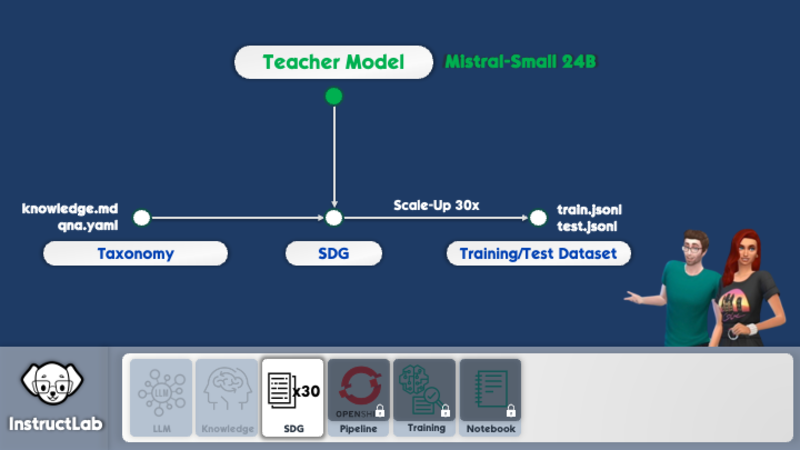 Teacher Model
Mistral-Small 24B
knowledge.md
qna.yaml
Scale-Up 30x
train.jsonl
test.jsonl
Taxonomy
SDG
Training/Test Dataset
InstructLab
LLM
LLM
Knowledge
x30
SDG
OPENSHI
Pipeline
Training
Notebook